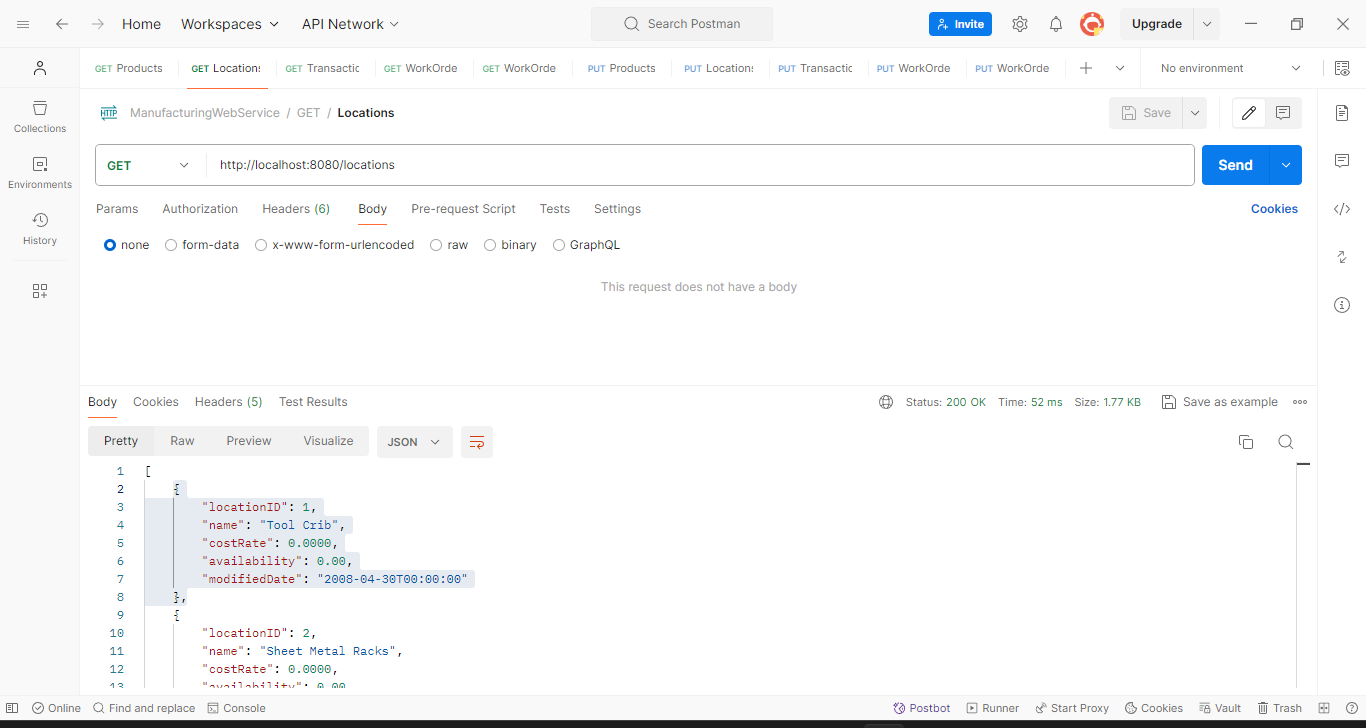 Home Workspaces API Network Search Postman Invite Upgrade
GET Products GET Locations GET Transactic GET WorkOrde GET WorkOrde PUT Products PUT Locations PUT Transactic PUT WorkOrde PUT WorkOrde No environment
HTTP ManufacturingWebService / GET / Locations Save
Collections
Environments
History
GET http://localhost:8080/locations Send
Params Authorization Headers (6) Body Pre-request Script Tests Settings Cookies
none form-data x-www-form-urlencoded raw binary GraphQL
This request does not have a body
Body Cookies Headers (5) Test Results Status: 200 OK Time: 52 ms Size: 1.77 KB Save as example
Pretty Raw Preview Visualize JSON
1 [
2 {
3 "locationID": 1,
4 "name": "Tool Crib",
5 "costRate": 0.0000,
6 "availability": 0.00,
7 "modifiedDate": "2008-04-30T00:00:00"
8 },
9 {
10 "locationID": 2,
11 "name": "Sheet Metal Racks",
12 "costRate": 0.0000,
13 "availability": 0.00
Online Find and replace Console Postbot Runner Start Proxy Cookies Vault Trash